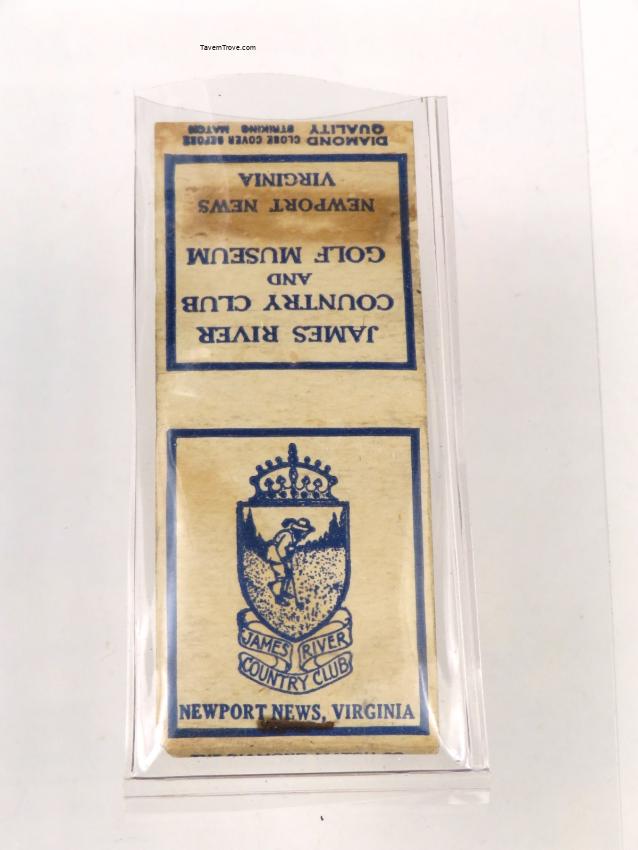 TavernTrove.com
DIAMOND QUALITY
CLOSE COVER BEFORE STRIKING MATCH
JAMES RIVER
COUNTRY CLUB
AND
GOLF MUSEUM
NEWPORT NEWS
VIRGINIA
JAMES RIVER
COUNTRY CLUB
NEWPORT NEWS, VIRGINIA